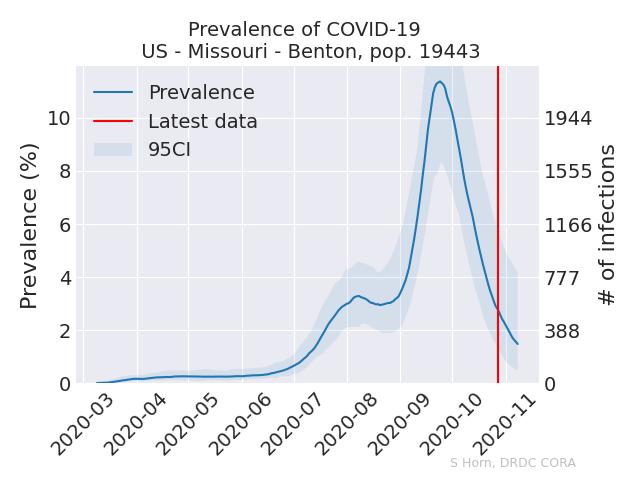 Prevalence of COVID-19
US - Missouri - Benton, pop. 19443
Prevalence
Latest data
95CI
Prevalence (%)
10
8
6
4
2
0
1944
1555
1166
777
388
0
# of infections
2020-03
2020-04
2020-05
2020-06
2020-07
2020-08
2020-09
2020-10
2020-11
S Horn, DRDC CORA